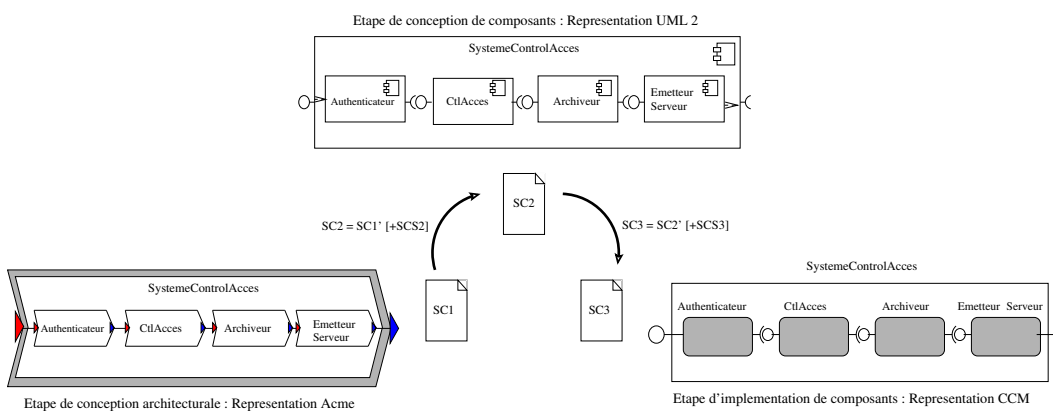 Etape de conception de composants : Representation UML 2
SystemeControlAcces
Authenticateur
CtlAcces
Archiveur
Emetteur
Serveur
SC2
SC2 = SC1' [+SCS2]
SC3 = SC2' [+SCS3]
SC1
SC3
SystemeControlAcces
Authenticateur
CtlAcces
Archiveur
Emetteur
Serveur
Etape de conception architecturale : Representation Acme
SystemeControlAcces
Authenticateur
CtlAcces
Archiveur
Emetteur Serveur
Etape d'implementation de composants : Representation CCM